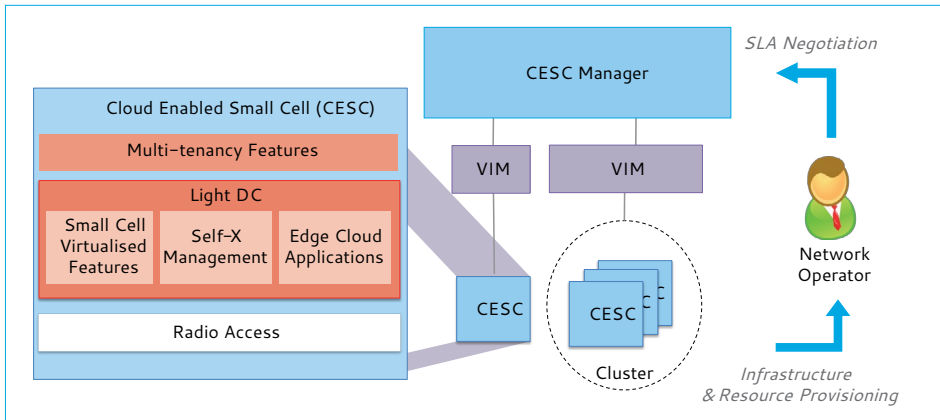 SLA Negotiation
CESC Manager
Cloud Enabled Small Cell (CESC)
Multi-tenancy Features
Light DC
Small Cell
Virtualised
Features
Self-X
Management
Edge Cloud
Applications
Radio Access
VIM
VIM
CESC
CESC
C
C
Cluster
Network
Operator
Infrastructure
& Resource Provisioning